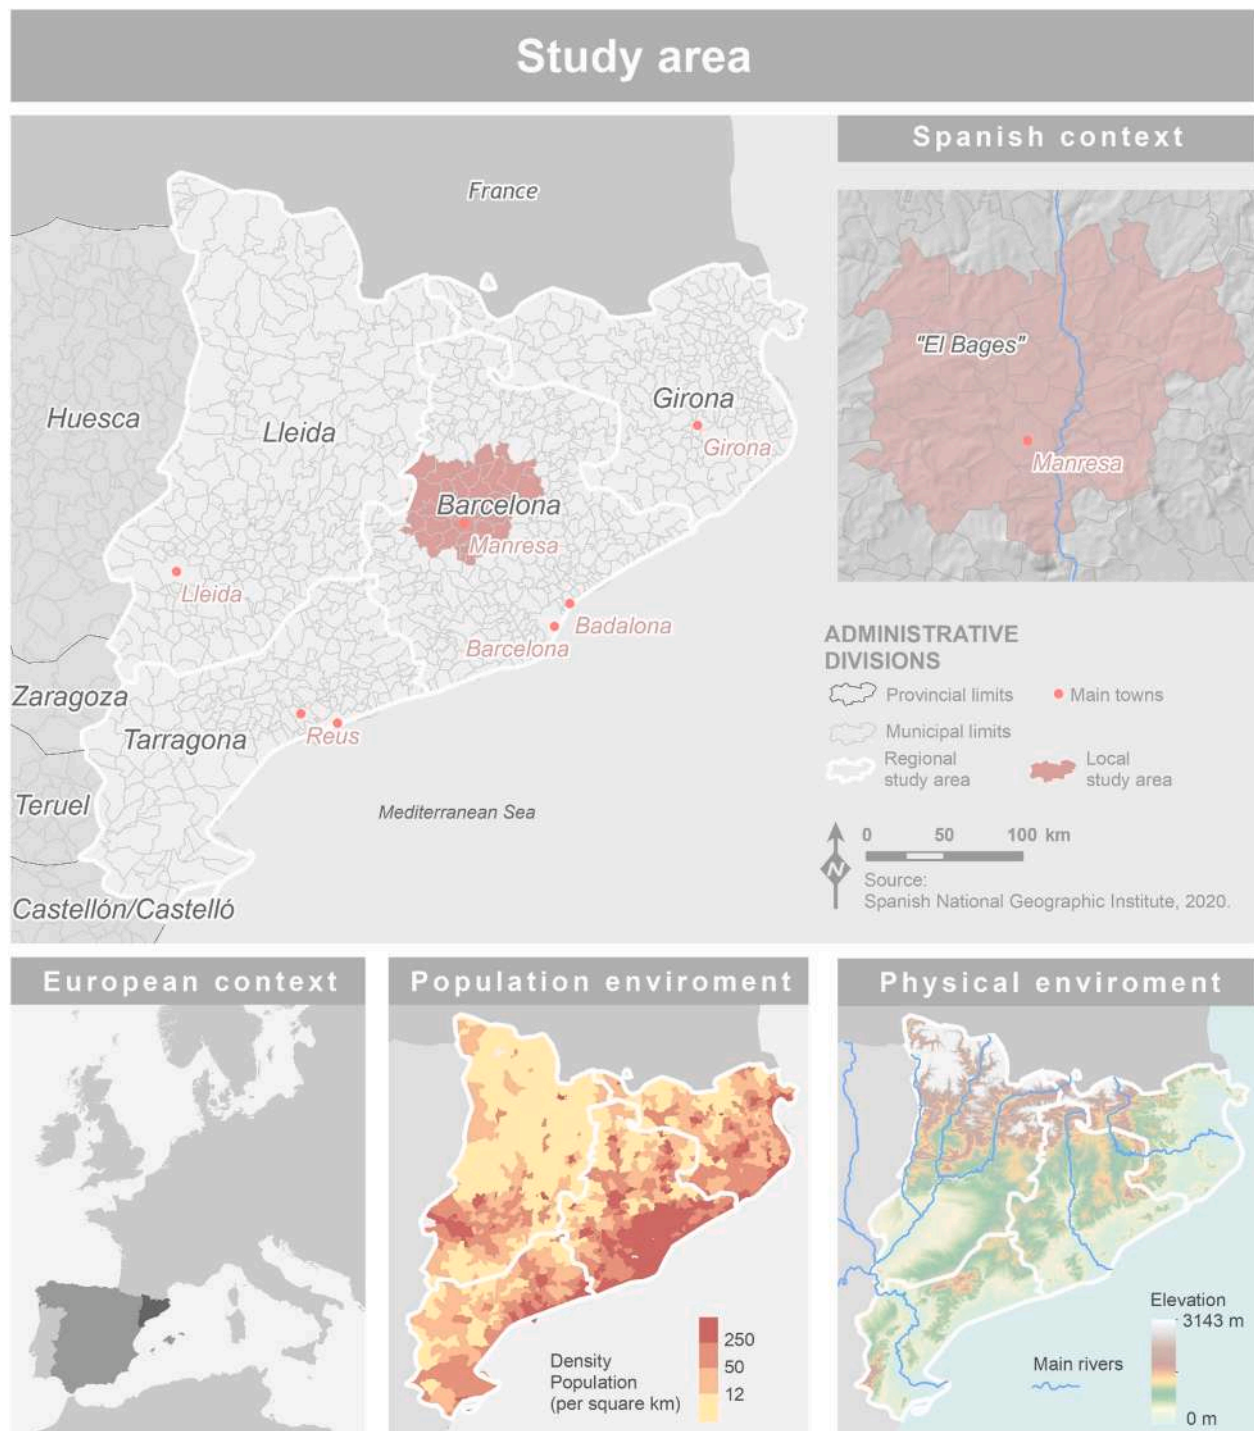 Study area
Spanish context
France
Huesca
Lleida
Girona
Girona
Barcelona
Manresa
Lleida
Badalona
Barcelona
Zaragoza
Tarragona
Reus
Teruel
Mediterranean Sea
Castellón/Castelló
"El Bages"
Manresa
ADMINISTRATIVE
DIVISIONS
Provincial limits
Main towns
Municipal limits
Regional
study area
Local
study area
0 50 100 km
N
Source:
Spanish National Geographic Institute, 2020.
European context
Population enviroment
250
50
12
Density
Population
(per square km)
Physical enviroment
Elevation
3143 m
Main rivers
0 m